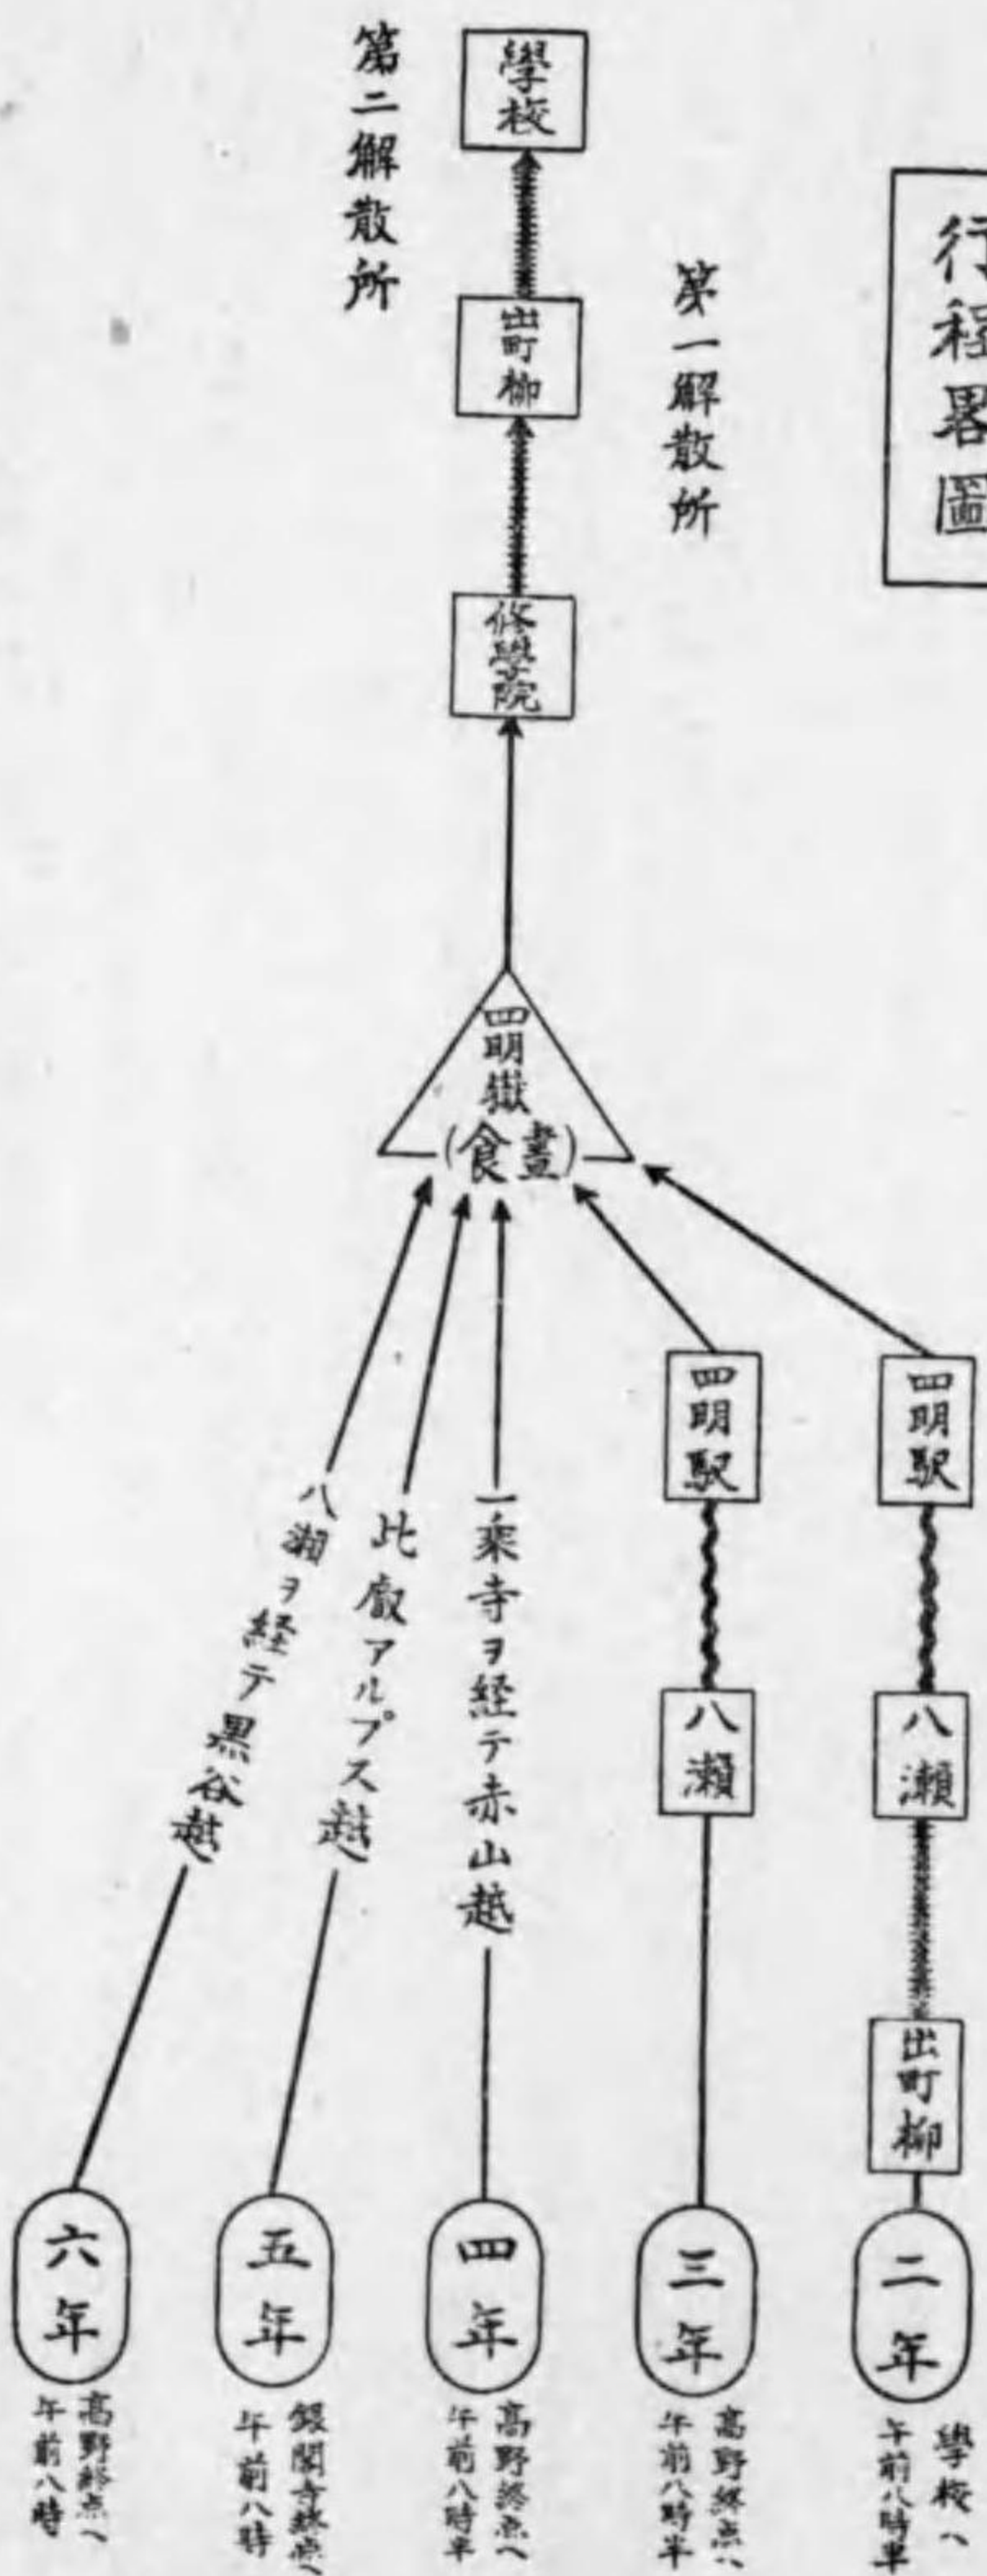 行程畧圖
第一解散所
第二解散所
學校
出町柳
修學院
四明嶽
(晝食)
四明駅
八瀬
出町柳
二年
學校へ
午前八時半
四明駅
八瀬
三年
高野終点へ
午前八時半
一乘寺ヲ経テ赤山越
四年
高野終点へ
午前八時半
比叡アルプス越
五年
銀閣寺終点へ
午前八時
八瀬ヲ経テ黒谷越
六年
高野終点へ
午前八時